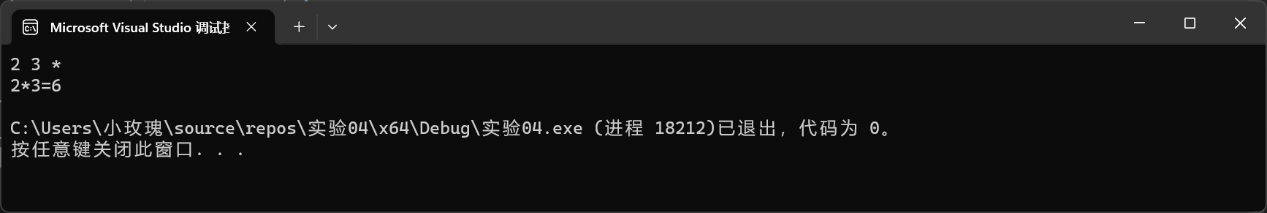 Microsoft Visual Studio 调试
2 3 *
2*3=6
C:\Users\小玫瑰\source\repos\实验04\x64\Debug\实验04.exe (进程 18212)已退出，代码为 0。
按任意键关闭此窗口. . .